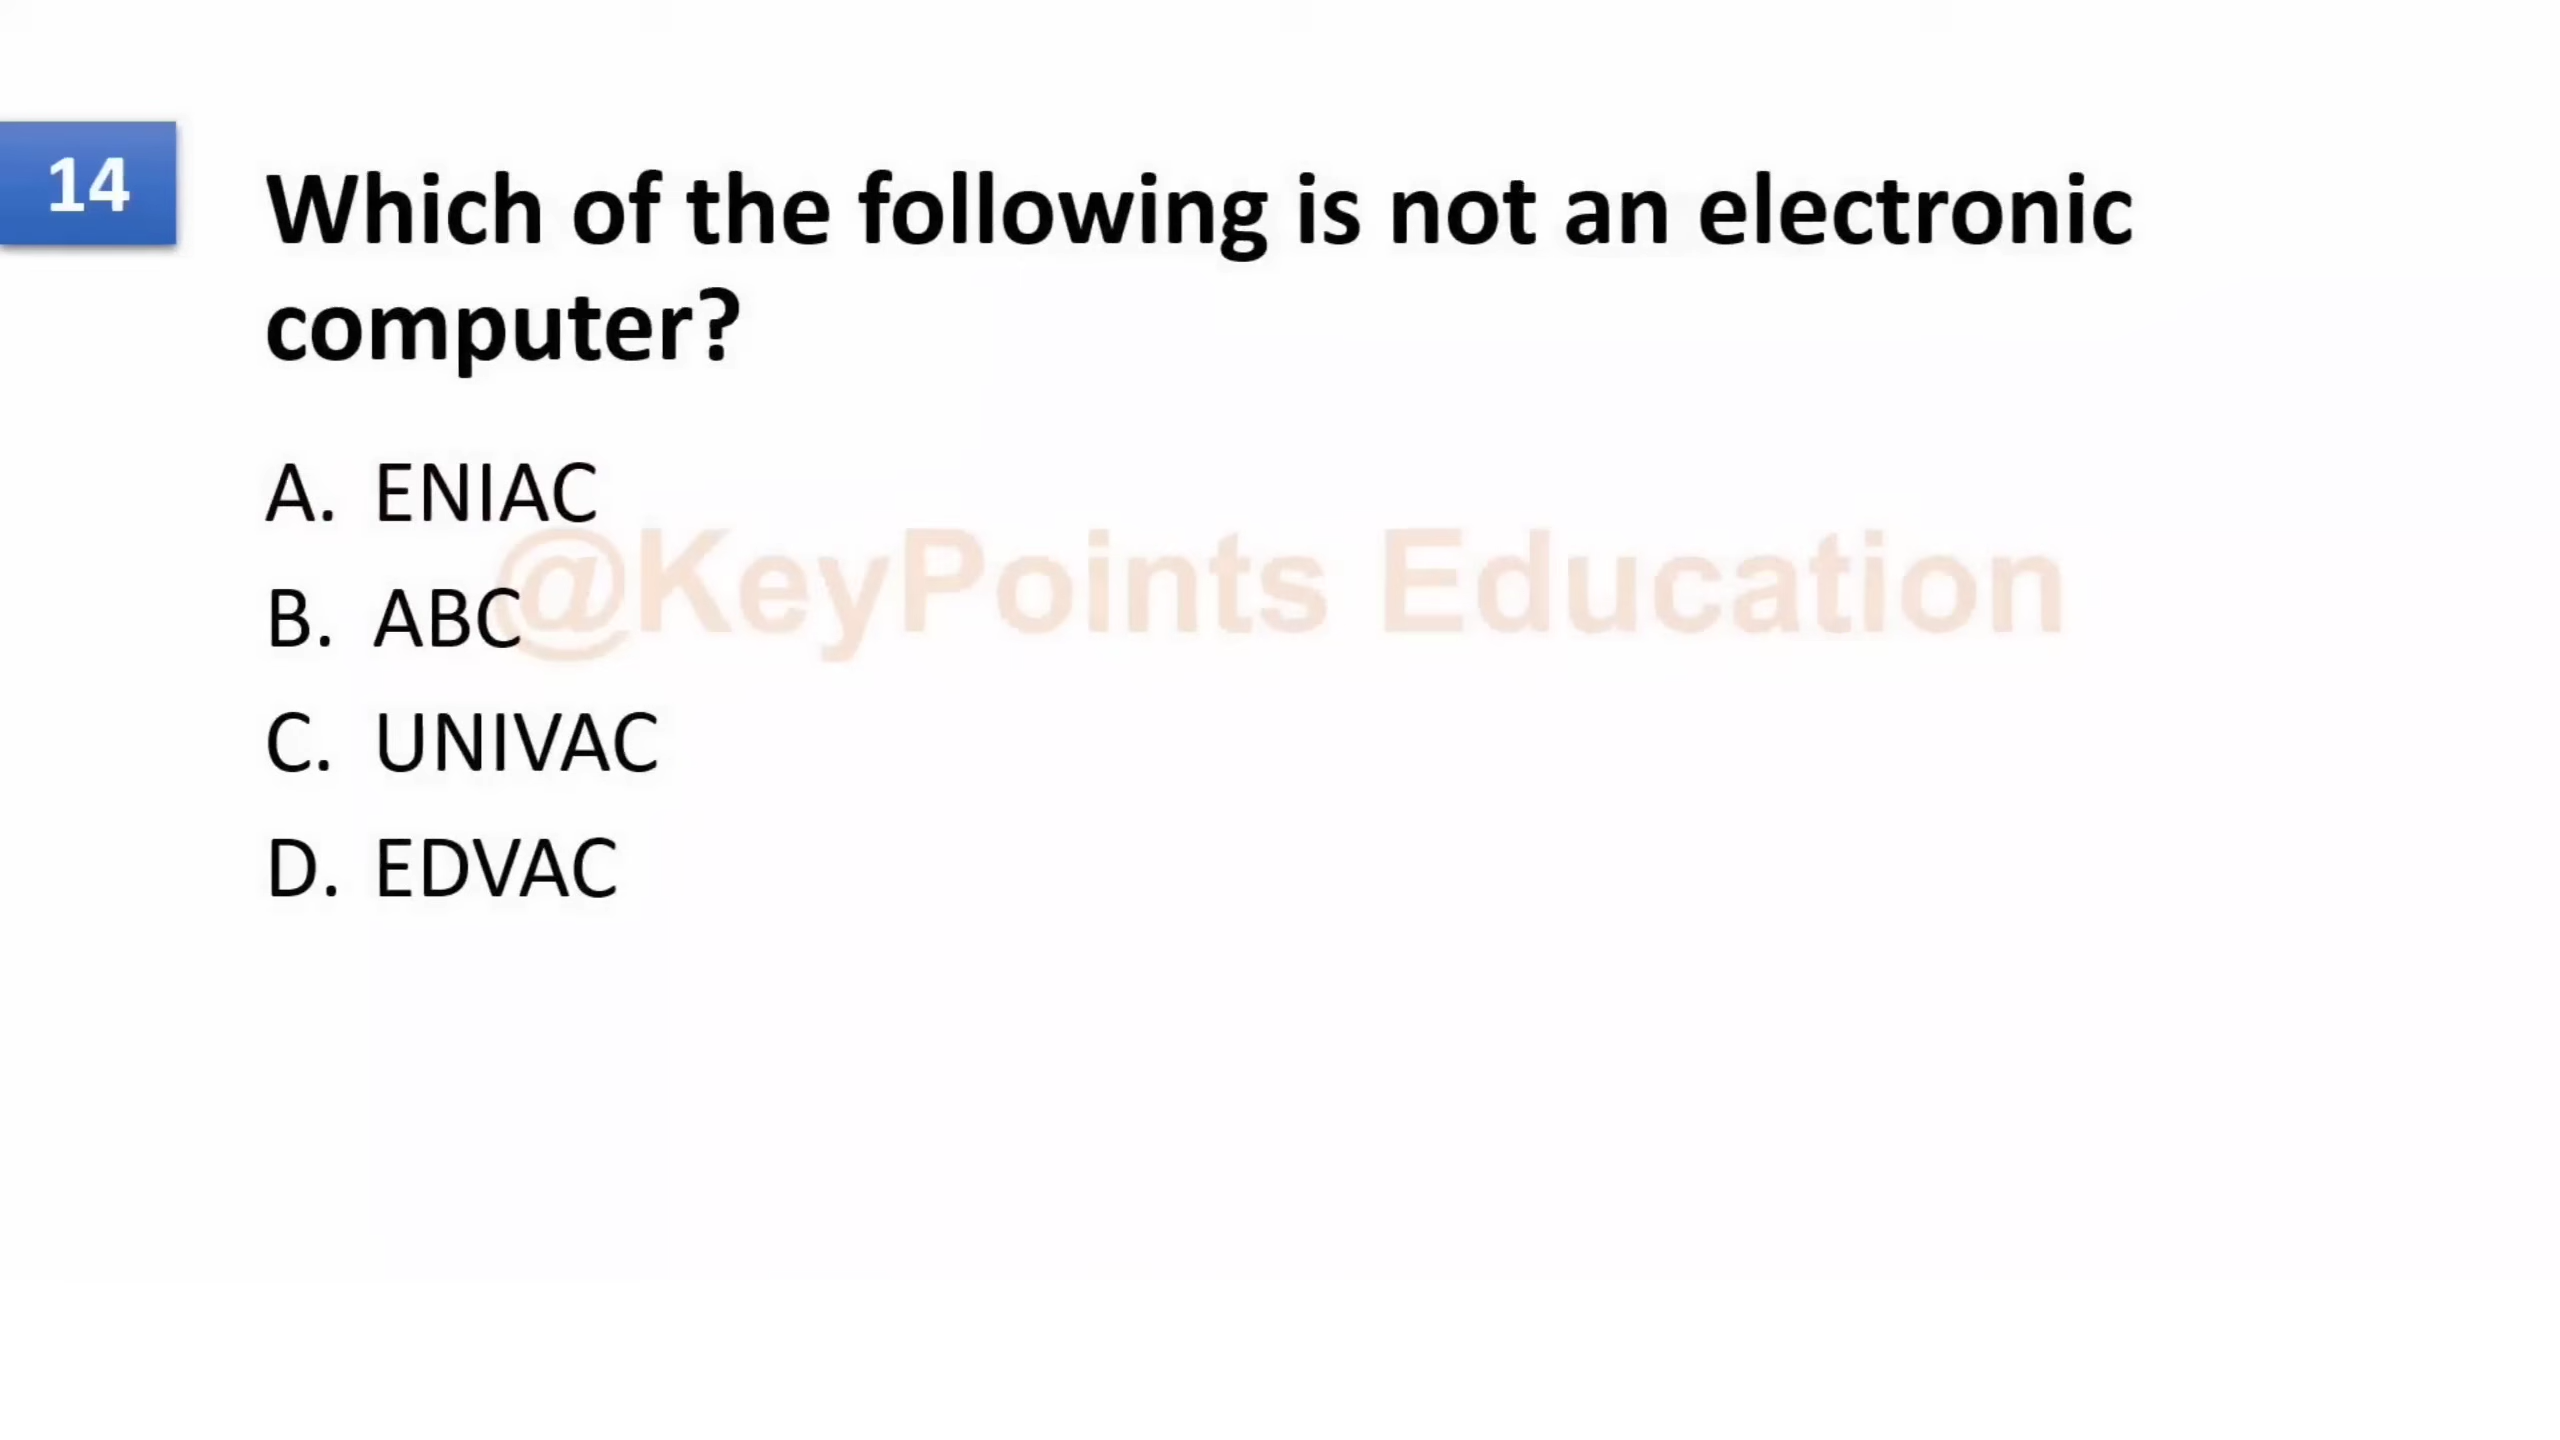 14
Which of the following is not an electronic
computer?
A. ENIAC
@KeyPoints Education
B. ABC
C. UNIVAC
D. EDVAC